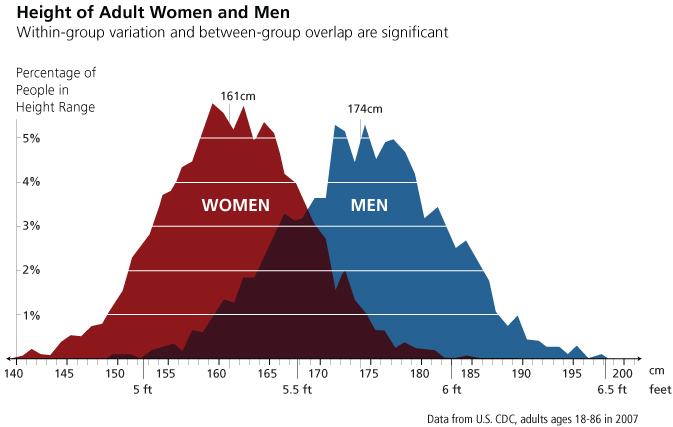 Height of Adult Women and Men
Within-group variation and between-group overlap are significant
Percentage of
People in
Height Range
161cm
174cm
5%
4%
WOMEN
MEN
3%
2%
1%
140 145 150 155 160 165 170 175 180 185 190 195 200 cm
5 ft 5.5 ft 6 ft 6.5 ft feet
Data from U.S. CDC, adults ages 18-86 in 2007